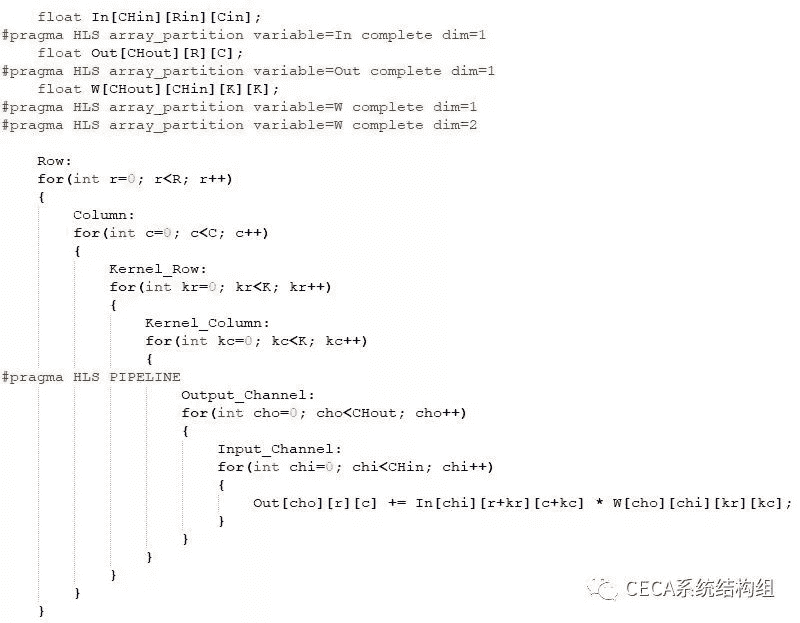 float In[CHin][Rin][Cin];
#pragma HLS array_partition variable=In complete dim=1
float Out[CHout][R][C];
#pragma HLS array_partition variable=Out complete dim=1
float W[CHout][CHin][K][K];
#pragma HLS array_partition variable=W complete dim=1
#pragma HLS array_partition variable=W complete dim=2
Row:
for(int r=0; r<R; r++)
{
Column:
for(int c=0; c<C; c++)
{
Kernel_Row:
for(int kr=0; kr<K; kr++)
{
Kernel_Column:
for(int kc=0; kc<K; kc++)
{
#pragma HLS PIPELINE
Output_Channel:
for(int cho=0; cho<CHout; cho++)
{
Input_Channel:
for(int chi=0; chi<CHin; chi++)
{
Out[cho][r][c] += In[chi][r+kr][c+kc] * W[cho][chi][kr][kc];
}
}
}
}
}
}
CECA系统结构组